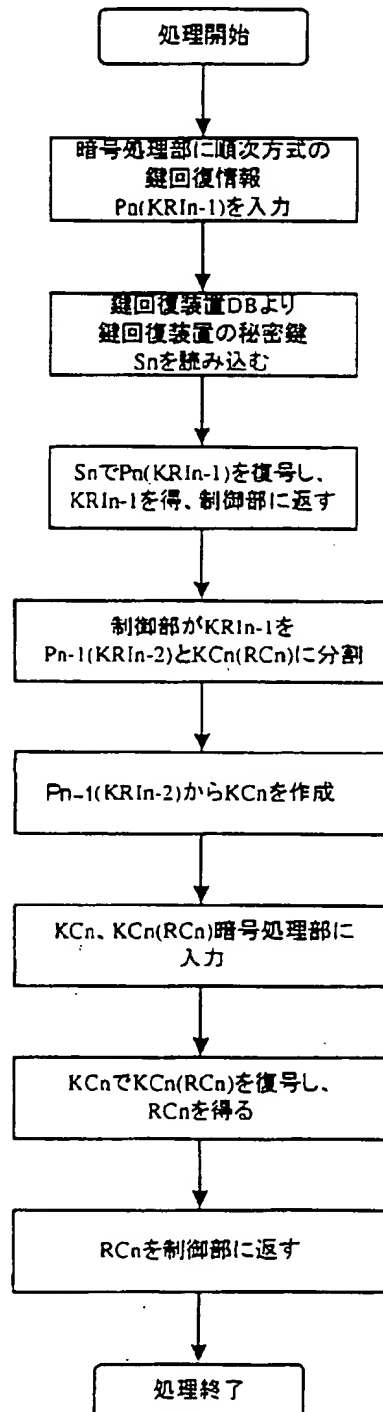 処理開始
暗号処理部に順次方式の
鍵回復情報
Pn(KRIn-1)を入力
鍵回復装置DBより
鍵回復装置の秘密鍵
Snを読み込む
SnでPn(KRIn-1)を復号し、
KRIn-1を得、制御部に返す
制御部がKRIn-1を
Pn-1(KRIn-2)とKCn(RCn)に分割
Pn-1(KRIn-2)からKCnを作成
KCn、KCn(RCn)暗号処理部に
入力
KCnでKCn(RCn)を復号し、
RCnを得る
RCnを制御部に返す
処理終了